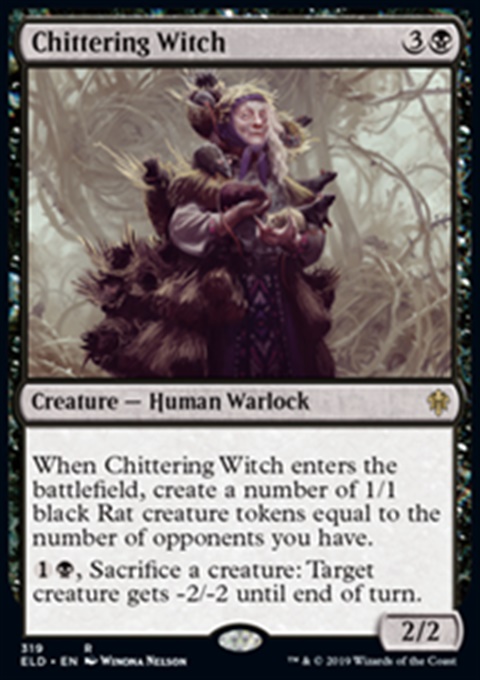 Chittering Witch 3
Creature — Human Warlock
When Chittering Witch enters the
battlefield, create a number of 1/1
black Rat creature tokens equal to the
number of opponents you have.
1, Sacrifice a creature: Target
creature gets -2/-2 until end of turn.
2/2
319 R
ELD • EN Winona Nelson
™ & © 2019 Wizards of the Coast